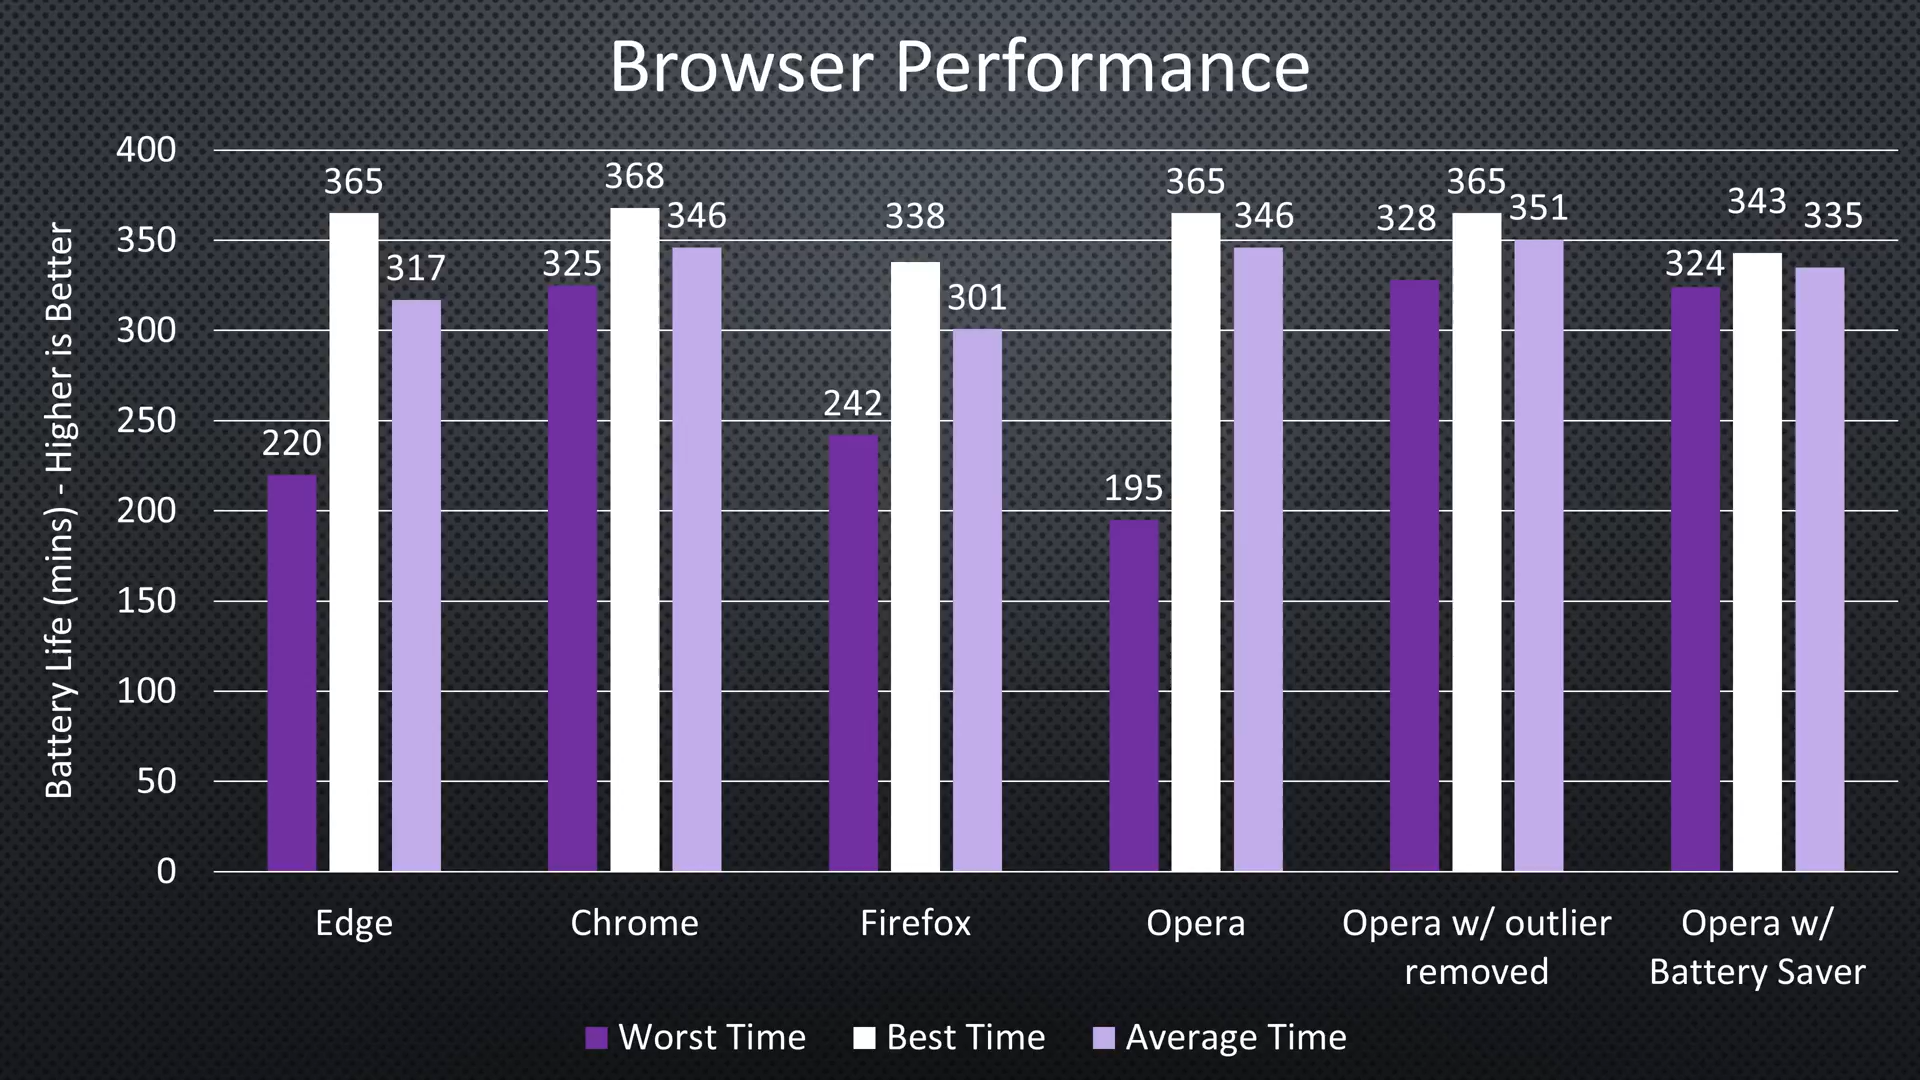 Browser Performance
Battery Life (mins) - Higher is Better
400
350
300
250
200
150
100
50
0
220
365
317
325
368
346
242
338
301
195
365
346
328
365
351
324
343
335
Edge
Chrome
Firefox
Opera
Opera w/ outlier
removed
Opera w/
Battery Saver
Worst Time
Best Time
Average Time